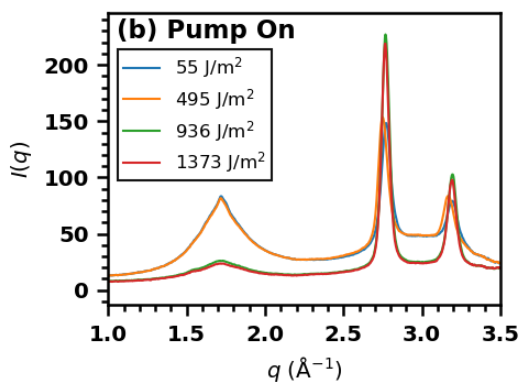 (b) Pump On
55 J/m²
495 J/m²
936 J/m²
1373 J/m²
I(q)
200
150
100
50
0
1.0 1.5 2.0 2.5 3.0 3.5
q (Å⁻¹)